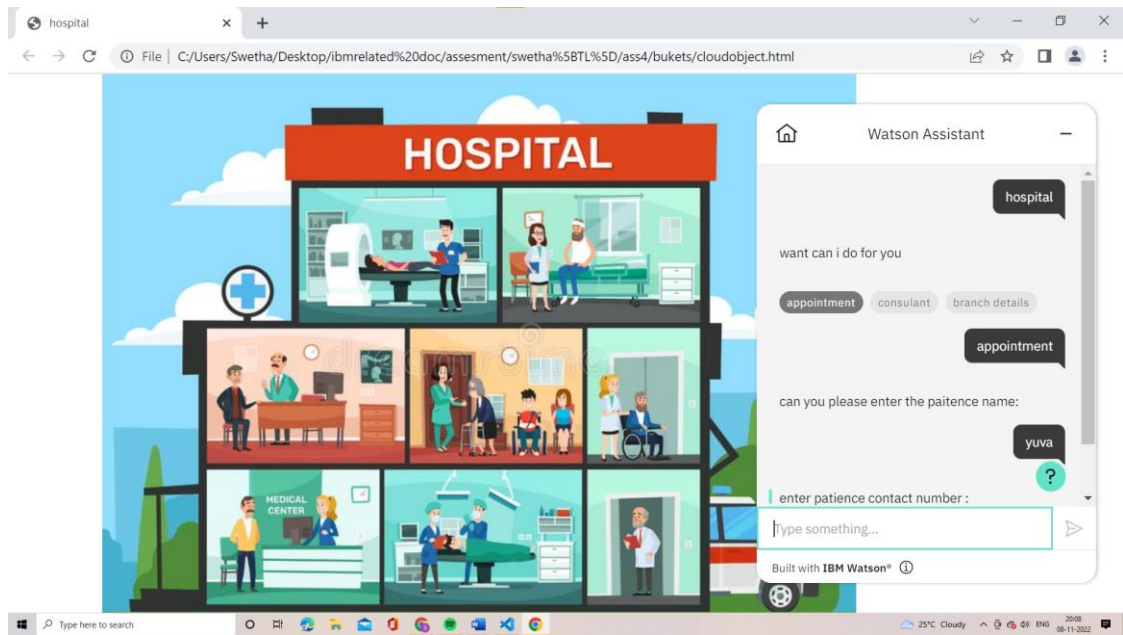 hospital
File | C:/Users/Swetha/Desktop/ibmrelated%20doc/assesment/swetha%5BTL%5D/ass4/bukets/cloudobject.html
HOSPITAL
MEDICAL
CENTER
dreamstime
Watson Assistant
hospital
want can i do for you
appointment consulant branch details
appointment
can you please enter the paitence name:
yuva
?
enter patience contact number :
Type something...
Built with IBM Watson®
Type here to search
25°C Cloudy ENG 20:08
08-11-2022